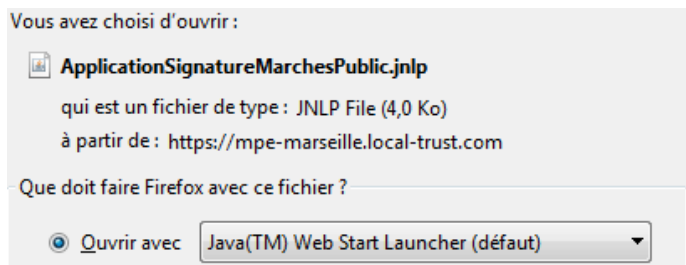 Vous avez choisi d'ouvrir :
ApplicationSignatureMarchesPublic.jnlp
qui est un fichier de type : JNLP File (4,0 Ko)
à partir de : https://mpe-marseille.local-trust.com
Que doit faire Firefox avec ce fichier ?
Ouvrir avec Java(TM) Web Start Launcher (défaut)